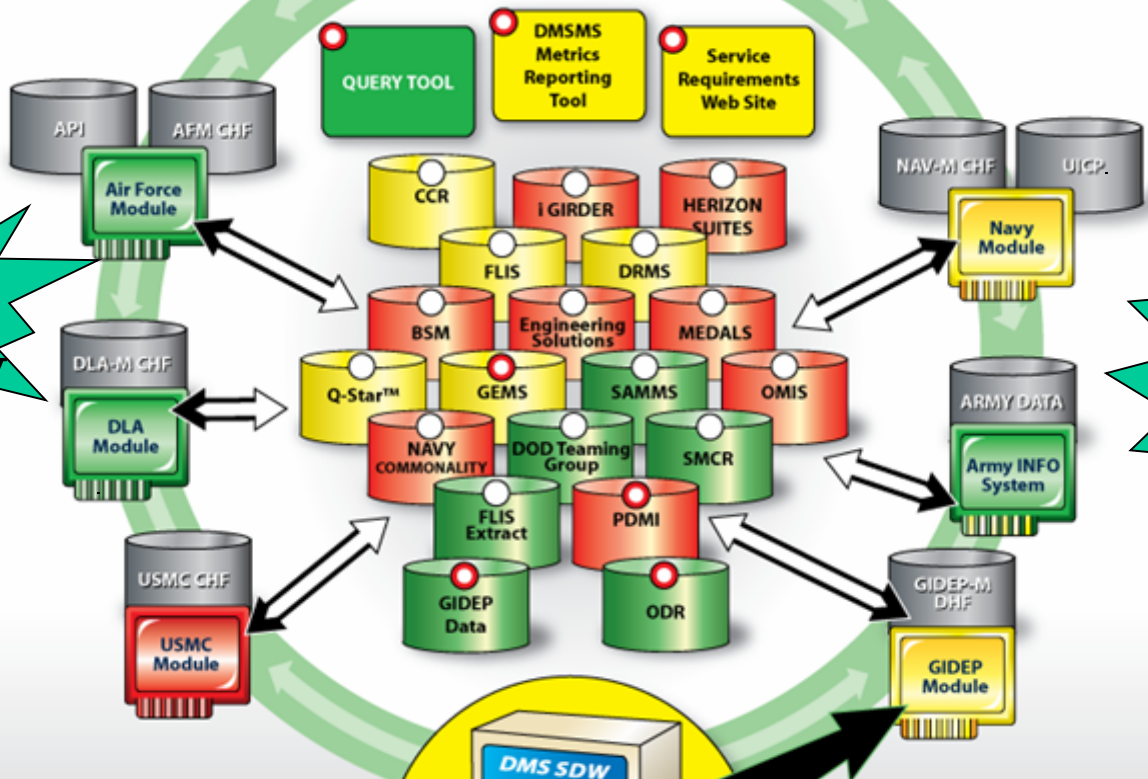 QUERY TOOL
DMSMS
Metrics
Reporting
Tool
Service
Requirements
Web Site
API
AFM CHF
Air Force
Module
NAV-M CHF
UICP.
Navy
Module
CCR
i GIRDER
HERIZON
SUITES
FLIS
DRMS
BSM
Engineering
Solutions
MEDALS
DLA-M CHF
DLA
Module
Q-Star™
GEMS
SAMMS
OMIS
ARMY DATA
Army INFO
System
NAVY
COMMONALITY
DOD Teaming
Group
SMCR
FLIS
Extract
PDMI
USMC CHF
USMC
Module
GIDEP
Data
ODR
GIDEP-M
DHF
GIDEP
Module
DMS SDW